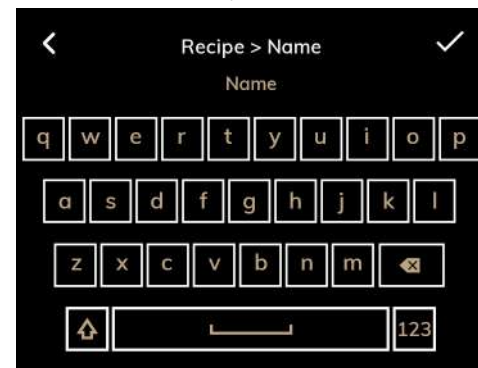 Recipe > Name
Name
q w e r t y u i o p
a s d f g h j k l
z x c v b n m
123